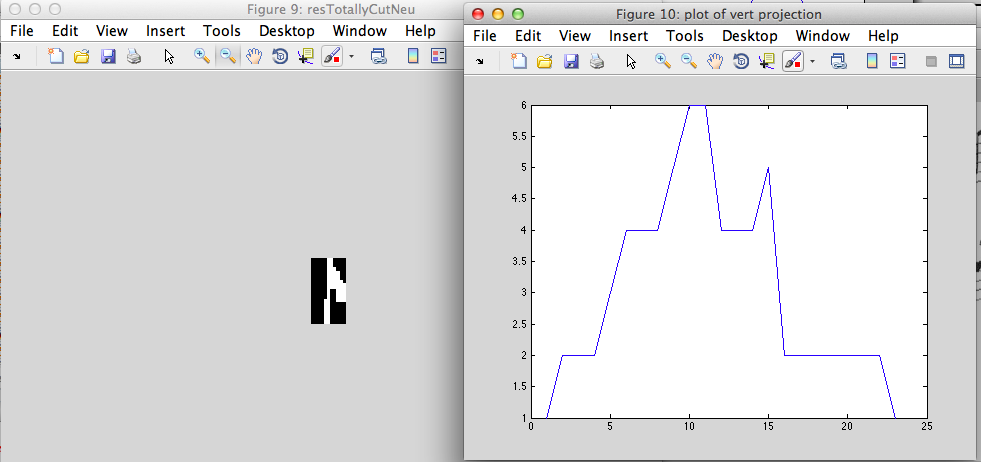 Figure 9: resTotallyCutNeu
File Edit View Insert Tools Desktop Window Help
Figure 10: plot of vert projection
File Edit View Insert Tools Desktop Window Help
6
5.5
5
4.5
4
3.5
3
2.5
2
1.5
1
0 5 10 15 20 25